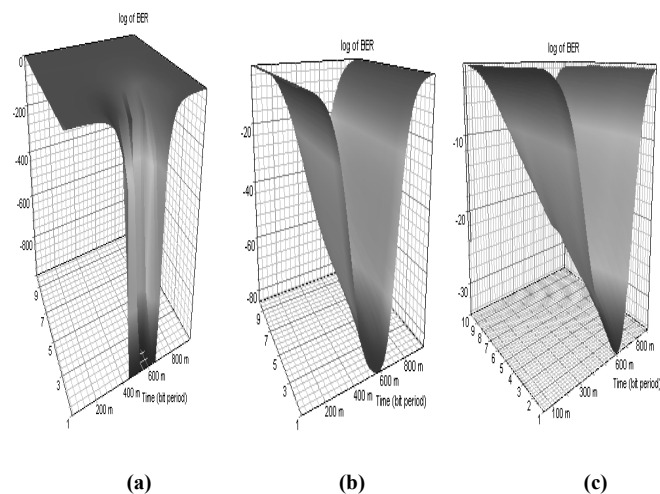 log of BER
0
-200
-400
-600
-800
9
7
5
3
1
200 m
400 m
600 m
800 m
Time (bit period)
(a)
log of BER
-20
-40
-60
-80
9
7
5
3
1
200 m
400 m
600 m
800 m
Time (bit period)
(b)
log of BER
-10
-20
-30
10
9
8
7
6
5
4
3
2
1
100 m
300 m
600 m
800 m
Time (bit period)
(c)